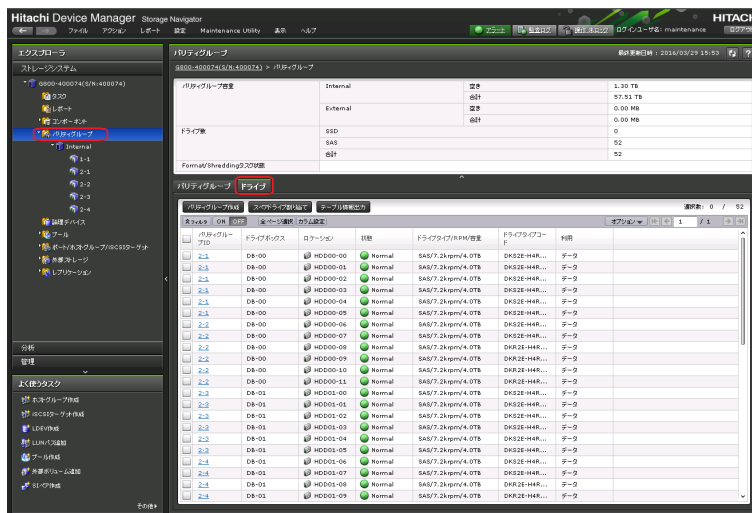 Hitachi Device Manager Storage Navigator
HITACHI
ファイル アクション レポート 設定 Maintenance Utility 表示 ヘルプ
アラート 監査ログ 操作:未ロック ログインユーザ名: maintenance ログアウト
エクスプローラ
ストレージシステム
G800-400074(S/N:400074)
タスク
レポート
コンポーネント
パリティグループ
Internal
1-1
2-1
2-2
2-3
2-4
論理デバイス
プール
ポート/ホストグループ/iSCSIターゲット
外部ストレージ
レプリケーション
分析
管理
よく使うタスク
ホストグループ作成
iSCSIターゲット作成
LDEV作成
LUNパス追加
プール作成
外部ボリューム追加
SIペア作成
その他
パリティグループ
最終更新日時 : 2016/03/29 15:53
G800-400074(S/N:400074) > パリティグループ
パリティグループ容量 Internal 空き 1.30 TB
合計 57.51 TB
External 空き 0.00 MB
合計 0.00 MB
ドライブ数 SSD 0
SAS 52
合計 52
Format/Shreddingタスク状態
パリティグループ ドライブ
パリティグループ作成 スペアドライブ割り当て テーブル情報出力 選択数: 0 / 52
フィルタ ON OFF 全ページ選択 カラム設定 オプション 1 / 1
パリティグループID ドライブボックス ロケーション 状態 ドライブタイプ/RPM/容量 ドライブタイプコード 利用
2-1 DB-00 HDD00-00 Normal SAS/7.2krpm/4.0TB DKS2E-H4R... データ
2-1 DB-00 HDD00-01 Normal SAS/7.2krpm/4.0TB DKS2E-H4R... データ
2-1 DB-00 HDD00-02 Normal SAS/7.2krpm/4.0TB DKS2E-H4R... データ
2-1 DB-00 HDD00-03 Normal SAS/7.2krpm/4.0TB DKS2E-H4R... データ
2-1 DB-00 HDD00-04 Normal SAS/7.2krpm/4.0TB DKS2E-H4R... データ
2-1 DB-00 HDD00-05 Normal SAS/7.2krpm/4.0TB DKS2E-H4R... データ
2-2 DB-00 HDD00-06 Normal SAS/7.2krpm/4.0TB DKS2E-H4R... データ
2-2 DB-00 HDD00-07 Normal SAS/7.2krpm/4.0TB DKS2E-H4R... データ
2-2 DB-00 HDD00-08 Normal SAS/7.2krpm/4.0TB DKR2E-H4R... データ
2-2 DB-00 HDD00-09 Normal SAS/7.2krpm/4.0TB DKR2E-H4R... データ
2-2 DB-00 HDD00-10 Normal SAS/7.2krpm/4.0TB DKR2E-H4R... データ
2-2 DB-00 HDD00-11 Normal SAS/7.2krpm/4.0TB DKR2E-H4R... データ
2-3 DB-01 HDD01-00 Normal SAS/7.2krpm/4.0TB DKS2E-H4R... データ
2-3 DB-01 HDD01-01 Normal SAS/7.2krpm/4.0TB DKS2E-H4R... データ
2-3 DB-01 HDD01-02 Normal SAS/7.2krpm/4.0TB DKS2E-H4R... データ
2-3 DB-01 HDD01-03 Normal SAS/7.2krpm/4.0TB DKS2E-H4R... データ
2-3 DB-01 HDD01-04 Normal SAS/7.2krpm/4.0TB DKS2E-H4R... データ
2-3 DB-01 HDD01-05 Normal SAS/7.2krpm/4.0TB DKS2E-H4R... データ
2-4 DB-01 HDD01-06 Normal SAS/7.2krpm/4.0TB DKS2E-H4R... データ
2-4 DB-01 HDD01-07 Normal SAS/7.2krpm/4.0TB DKS2E-H4R... データ
2-4 DB-01 HDD01-08 Normal SAS/7.2krpm/4.0TB DKR2E-H4R... データ
2-4 DB-01 HDD01-09 Normal SAS/7.2krpm/4.0TB DKR2E-H4R... データ